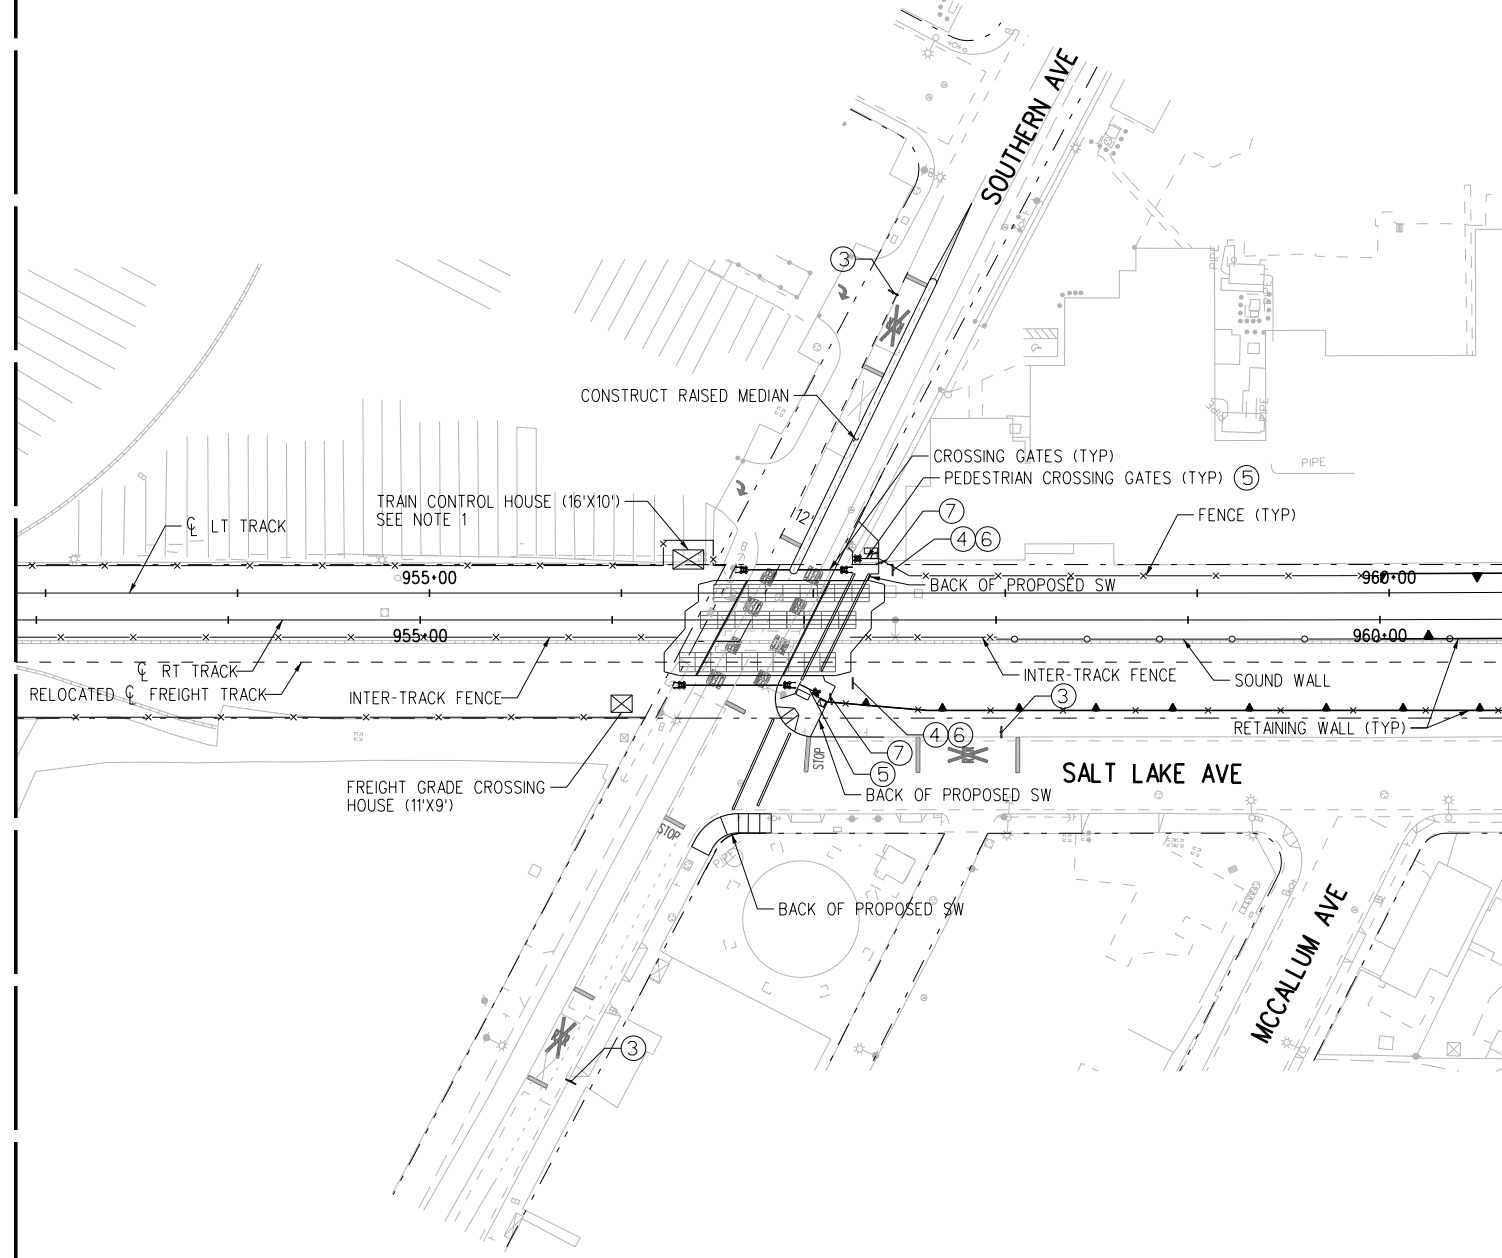 SOUTHERN AVE
3
CONSTRUCT RAISED MEDIAN
CROSSING GATES (TYP)
PEDESTRIAN CROSSING GATES (TYP) 5
PIPE
PIPE
PIPE
PIPE
PIPE
TRAIN CONTROL HOUSE (16'X10')
SEE NOTE 1
12'
7
FENCE (TYP)
℄ LT TRACK
4 6
955+00
960+00
BACK OF PROPOSED SW
955+00
960+00
℄ RT TRACK
RELOCATED ℄ FREIGHT TRACK
INTER-TRACK FENCE
INTER-TRACK FENCE
SOUND WALL
3
RETAINING WALL (TYP)
4 6
7
STOP
5
SALT LAKE AVE
FREIGHT GRADE CROSSING
HOUSE (11'X9')
BACK OF PROPOSED SW
STOP
PIPE
BACK OF PROPOSED SW
MCCALLUM AVE
3